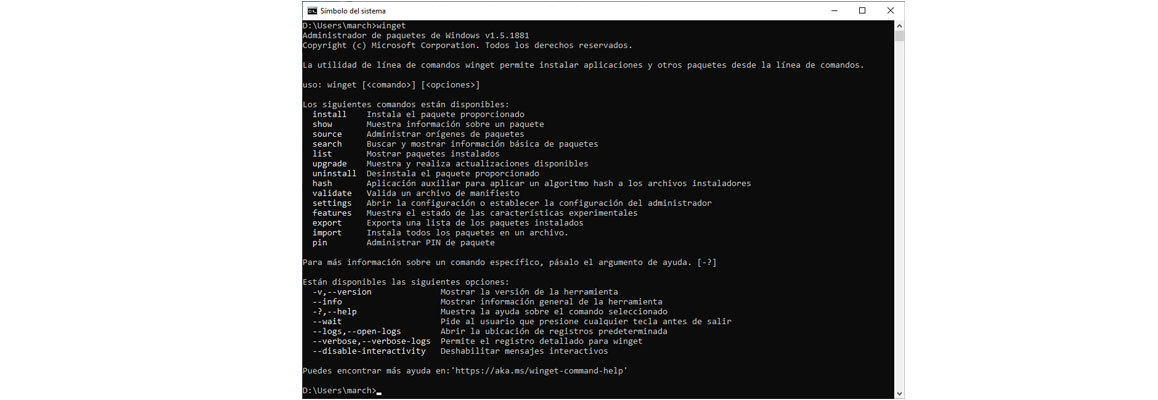 Símbolo del sistema
D:\Users\march>winget
Administrador de paquetes de Windows v1.5.1881
Copyright (c) Microsoft Corporation. Todos los derechos reservados.
La utilidad de línea de comandos winget permite instalar aplicaciones y otros paquetes desde la línea de comandos.
uso: winget [<comando>] [<opciones>]
Los siguientes comandos están disponibles:
install Instala el paquete proporcionado
show Muestra información sobre un paquete
source Administrar orígenes de paquetes
search Buscar y mostrar información básica de paquetes
list Mostrar paquetes instalados
upgrade Muestra y realiza actualizaciones disponibles
uninstall Desinstala el paquete proporcionado
hash Aplicación auxiliar para aplicar un algoritmo hash a los archivos instaladores
validate Valida un archivo de manifiesto
settings Abrir la configuración o establecer la configuración del administrador
features Muestra el estado de las características experimentales
export Exporta una lista de los paquetes instalados
import Instala todos los paquetes en un archivo.
pin Administrar PIN de paquete
Para más información sobre un comando específico, pásalo el argumento de ayuda. [-?]
Están disponibles las siguientes opciones:
-v,--version Mostrar la versión de la herramienta
--info Mostrar información general de la herramienta
-?,--help Muestra la ayuda sobre el comando seleccionado
--wait Pide al usuario que presione cualquier tecla antes de salir
--logs,--open-logs Abrir la ubicación de registros predeterminada
--verbose,--verbose-logs Permite el registro detallado para winget
--disable-interactivity Deshabilitar mensajes interactivos
Puedes encontrar más ayuda en:'https://aka.ms/winget-command-help'
D:\Users\march>